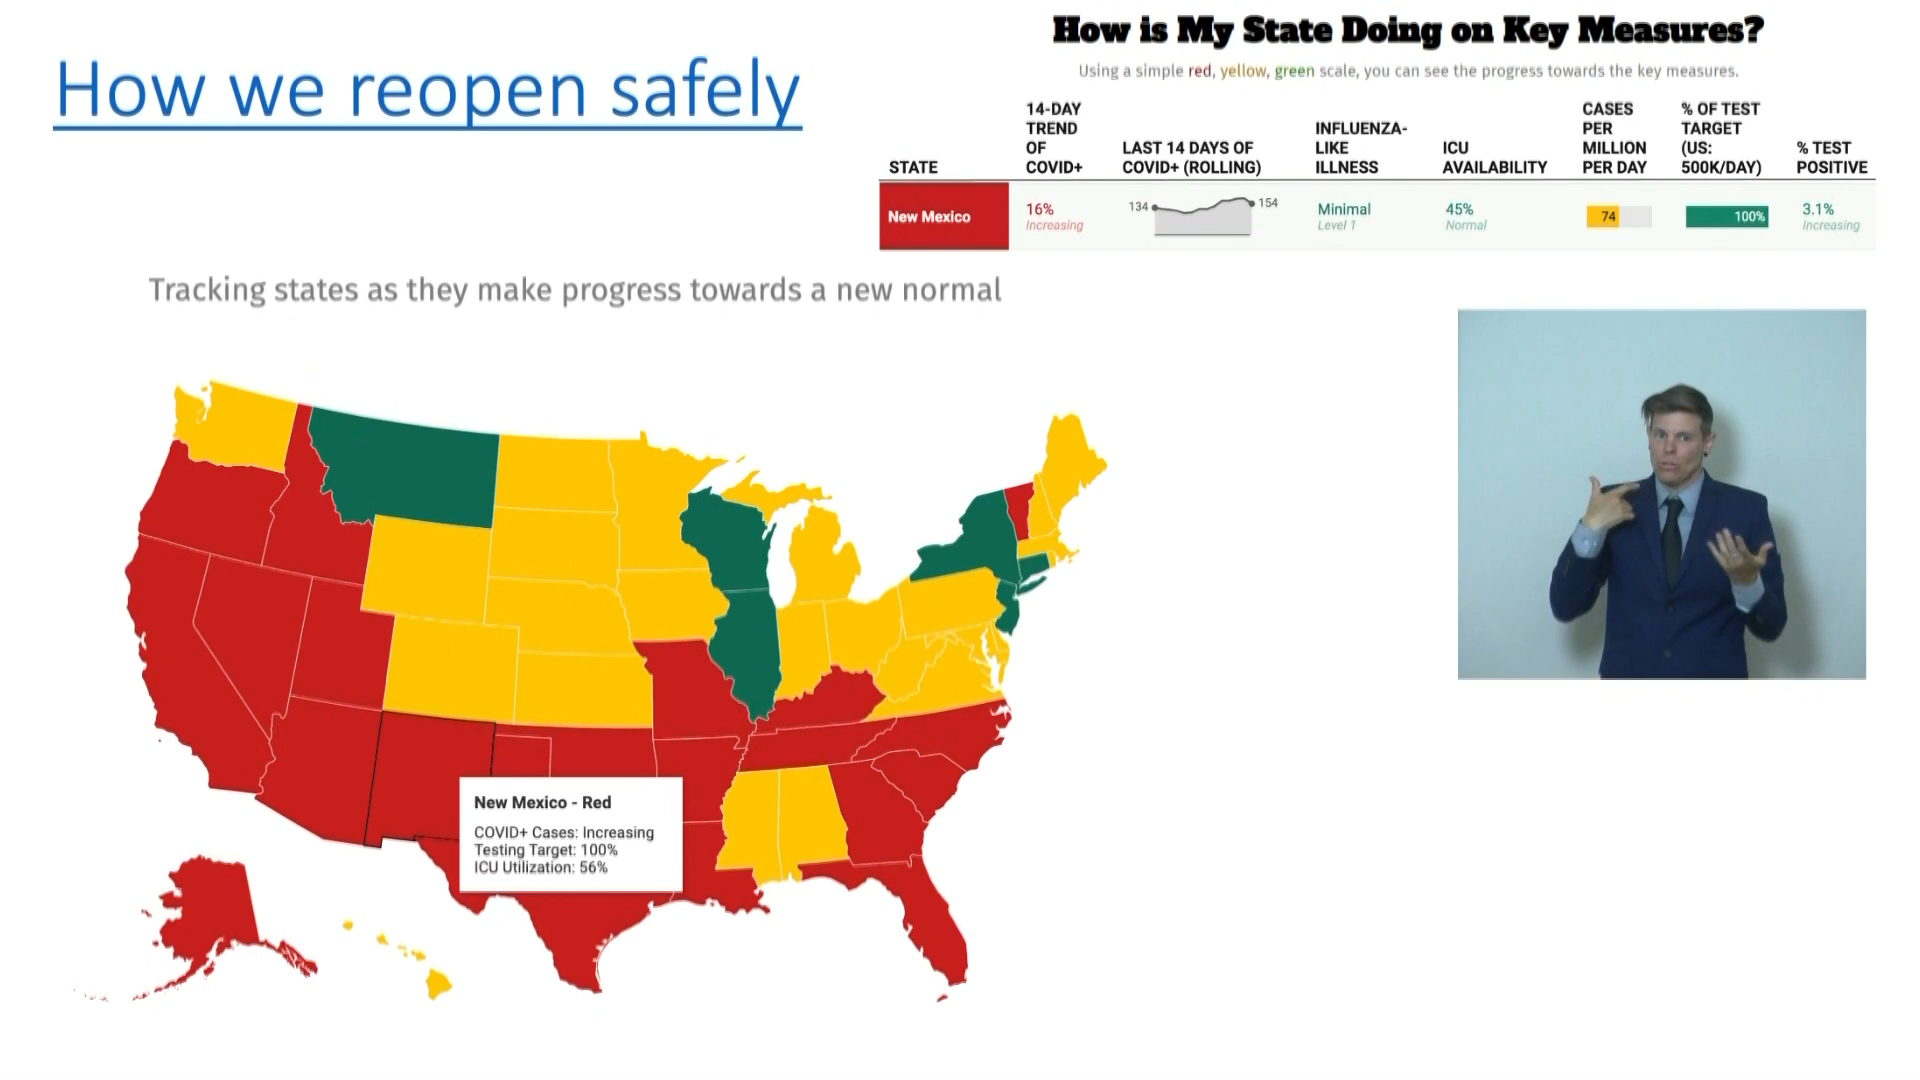 How we reopen safely
How is My State Doing on Key Measures?
Using a simple red, yellow, green scale, you can see the progress towards the key measures.
STATE
14-DAY
TREND
OF
COVID+
LAST 14 DAYS OF
COVID+ (ROLLING)
INFLUENZA-
LIKE
ILLNESS
ICU
AVAILABILITY
CASES
PER
MILLION
PER DAY
% OF TEST
TARGET
(US:
500K/DAY)
% TEST
POSITIVE
New Mexico
16%
Increasing
134
154
Minimal
Level 1
45%
Normal
74
100%
3.1%
Increasing
Tracking states as they make progress towards a new normal
New Mexico - Red
COVID+ Cases: Increasing
Testing Target: 100%
ICU Utilization: 56%